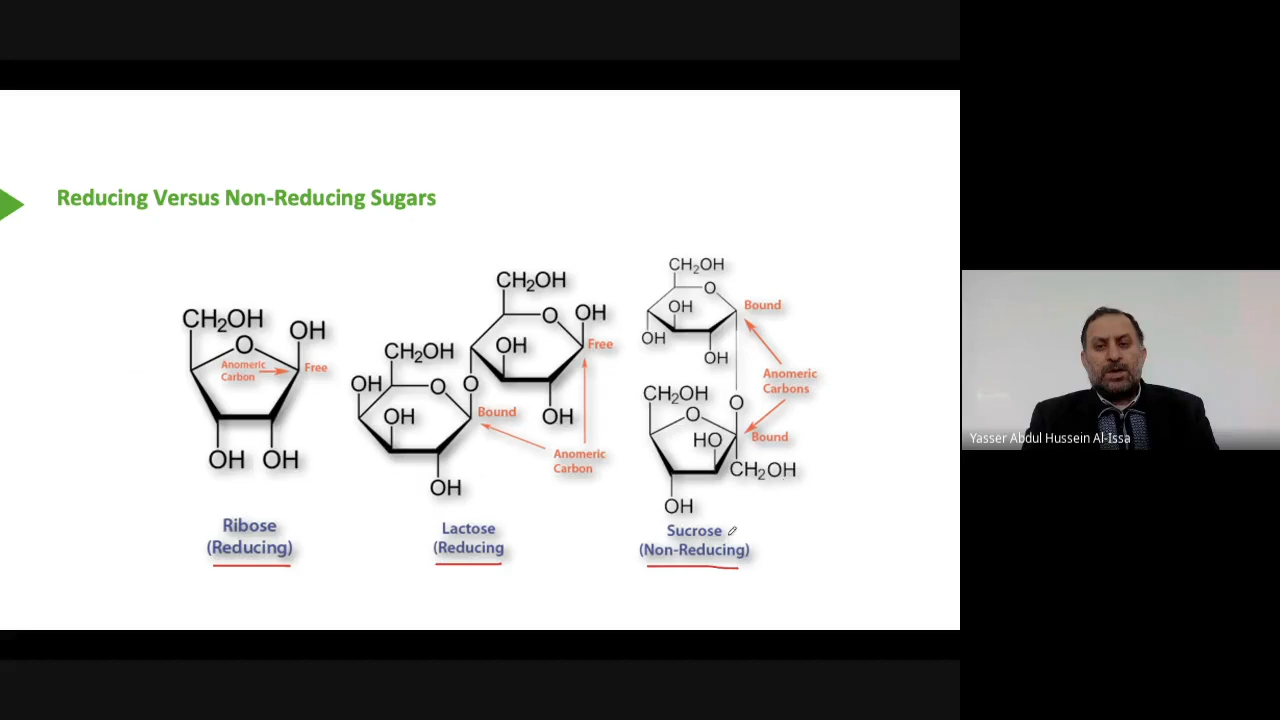 Reducing Versus Non-Reducing Sugars
CH₂OH
O
OH
Anomeric
Carbon
Free
OH
OH
Ribose
(Reducing)
CH₂OH
O
OH
OH
Free
OH
CH₂OH
OH
O
O
OH
Bound
OH
Anomeric
Carbon
Lactose
(Reducing
CH₂OH
O
OH
Bound
OH
OH
Anomeric
Carbons
CH₂OH
O
O
HO
Bound
CH₂OH
OH
Sucrose
(Non-Reducing)
Yasser Abdul Hussein Al-Issa